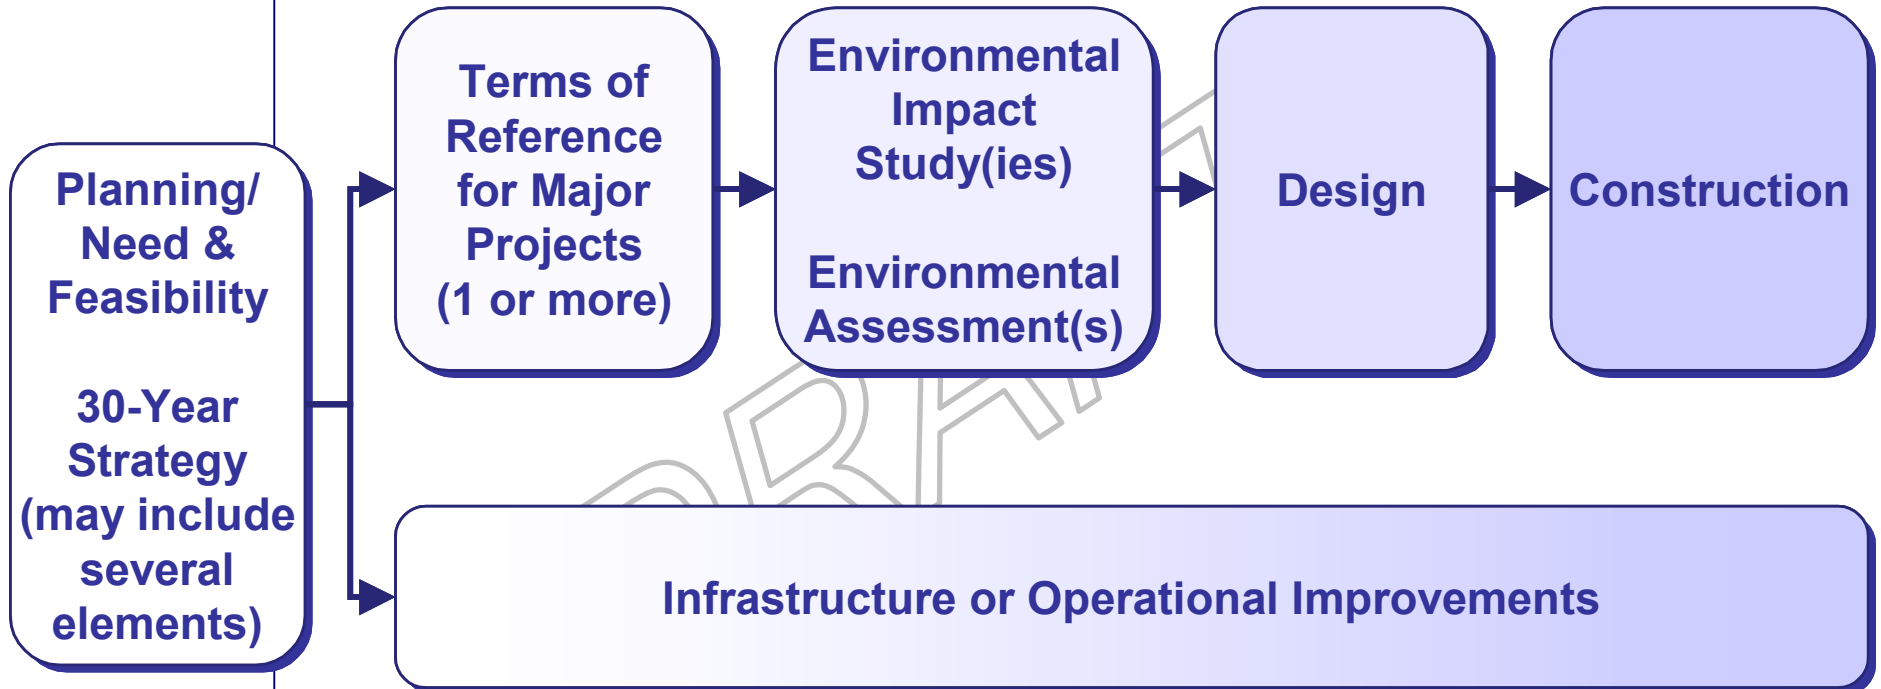 Planning/
Need &
Feasibility
30-Year
Strategy
(may include
several
elements)
Terms of
Reference
for Major
Projects
(1 or more)
Environmental
Impact
Study(ies)
Environmental
Assessment(s)
Design
Construction
Infrastructure or Operational Improvements
DRAFT